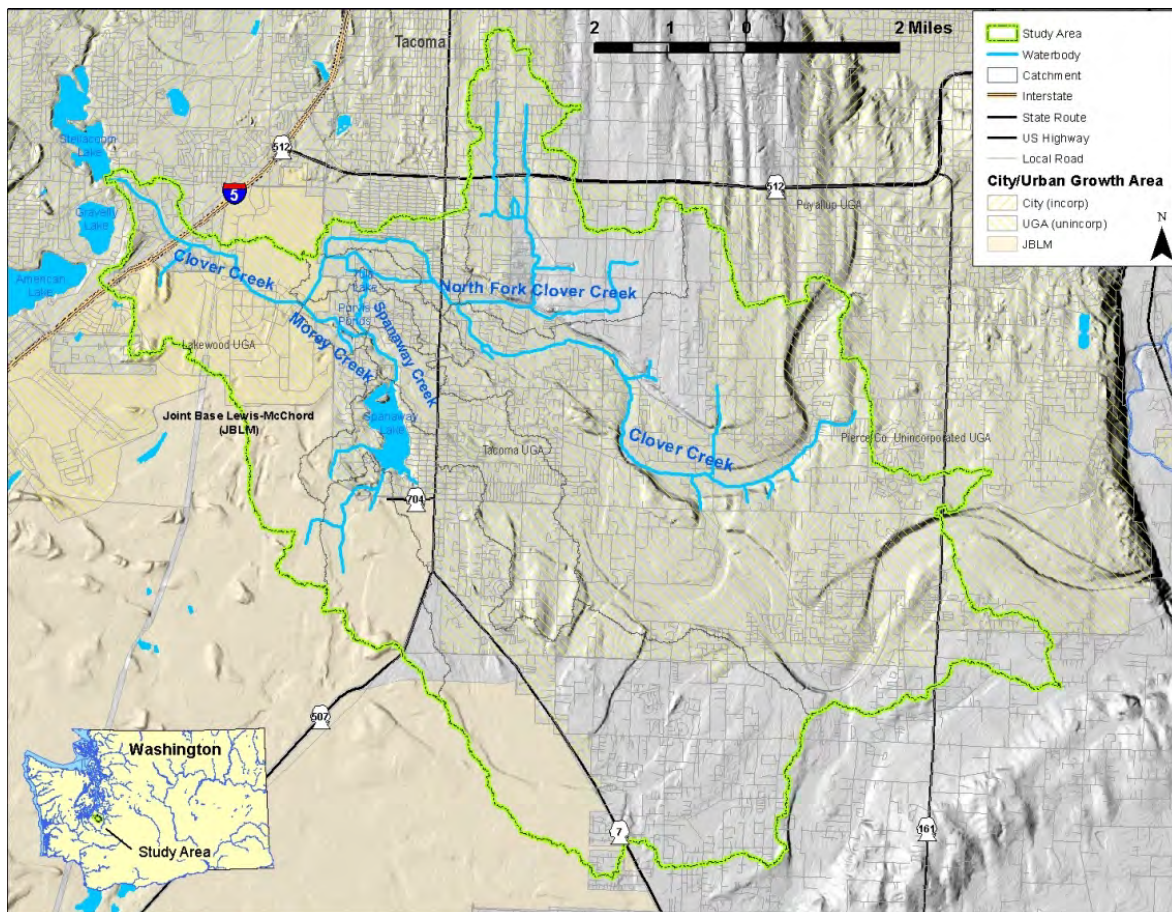 Tacoma
2 1 0 2 Miles
Study Area
Waterbody
Catchment
Interstate
State Route
US Highway
Local Road
City/Urban Growth Area
City (incorp)
UGA (unincorp)
JBLM
N
Steilacoom
Lake
512
5
512
Puyallup UGA
Gravelly
Lake
American
Lake
Clover Creek
North Fork Clover Creek
Lake
Ponds
Morey Creek
Spanaway Creek
Lakewood UGA
Joint Base Lewis-McChord
(JBLM)
Spanaway
Lake
Tacoma UGA
Clover Creek
Pierce Co. Unincorporated UGA
704
507
7
161
Washington
Study Area